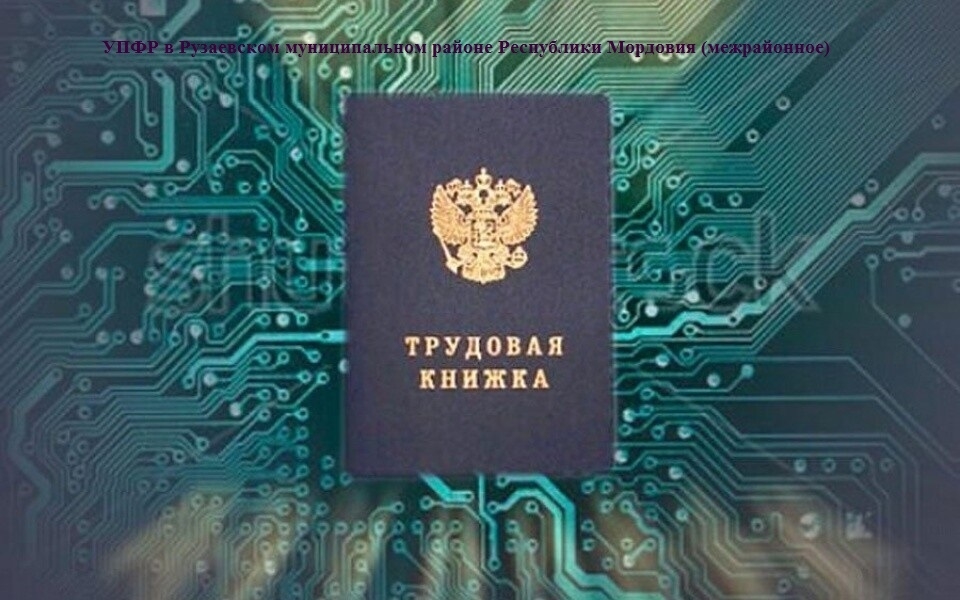 УПФР в Рузаевском муниципальном районе Республики Мордовия (межрайонное)
ТРУДОВАЯ
КНИЖКА